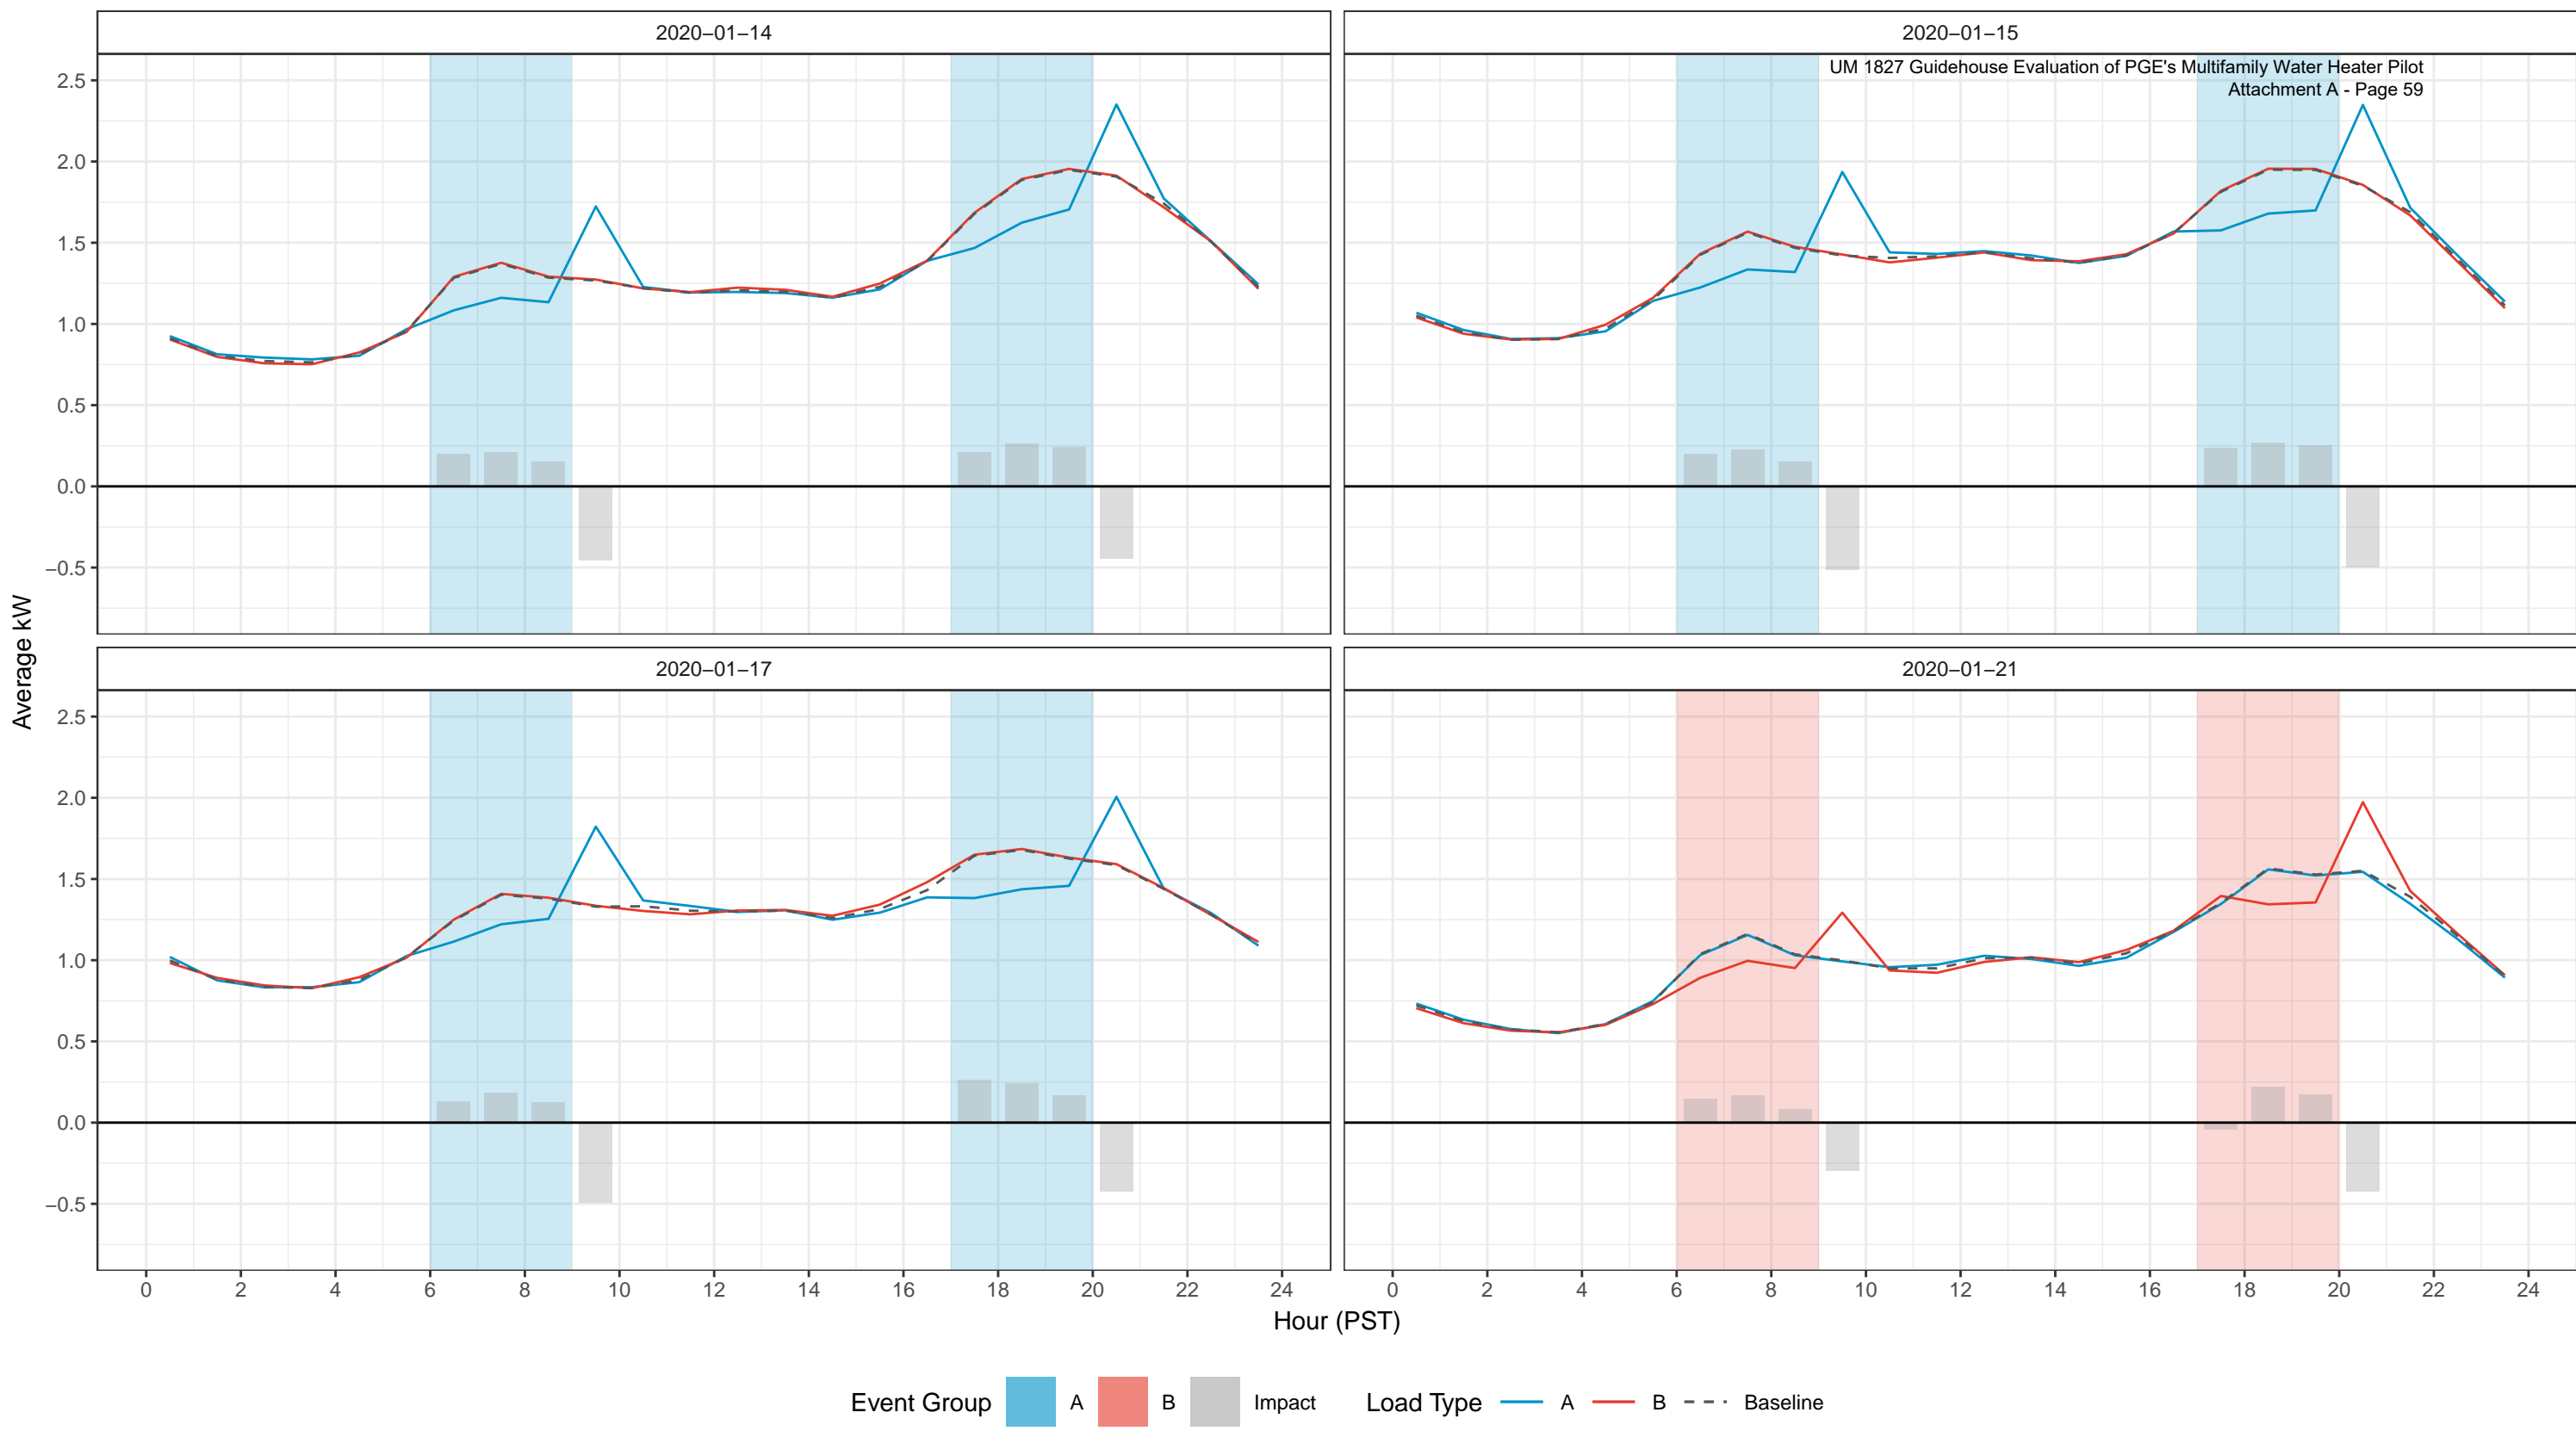 2020–01–14
2020–01–15
UM 1827 Guidehouse Evaluation of PGE's Multifamily Water Heater Pilot
Attachment A - Page 59
2.5
2.0
1.5
1.0
0.5
0.0
–0.5
Average kW
2020–01–17
2020–01–21
2.5
2.0
1.5
1.0
0.5
0.0
–0.5
0 2 4 6 8 10 12 14 16 18 20 22 24
0 2 4 6 8 10 12 14 16 18 20 22 24
Hour (PST)
Event Group A B Impact Load Type A B Baseline